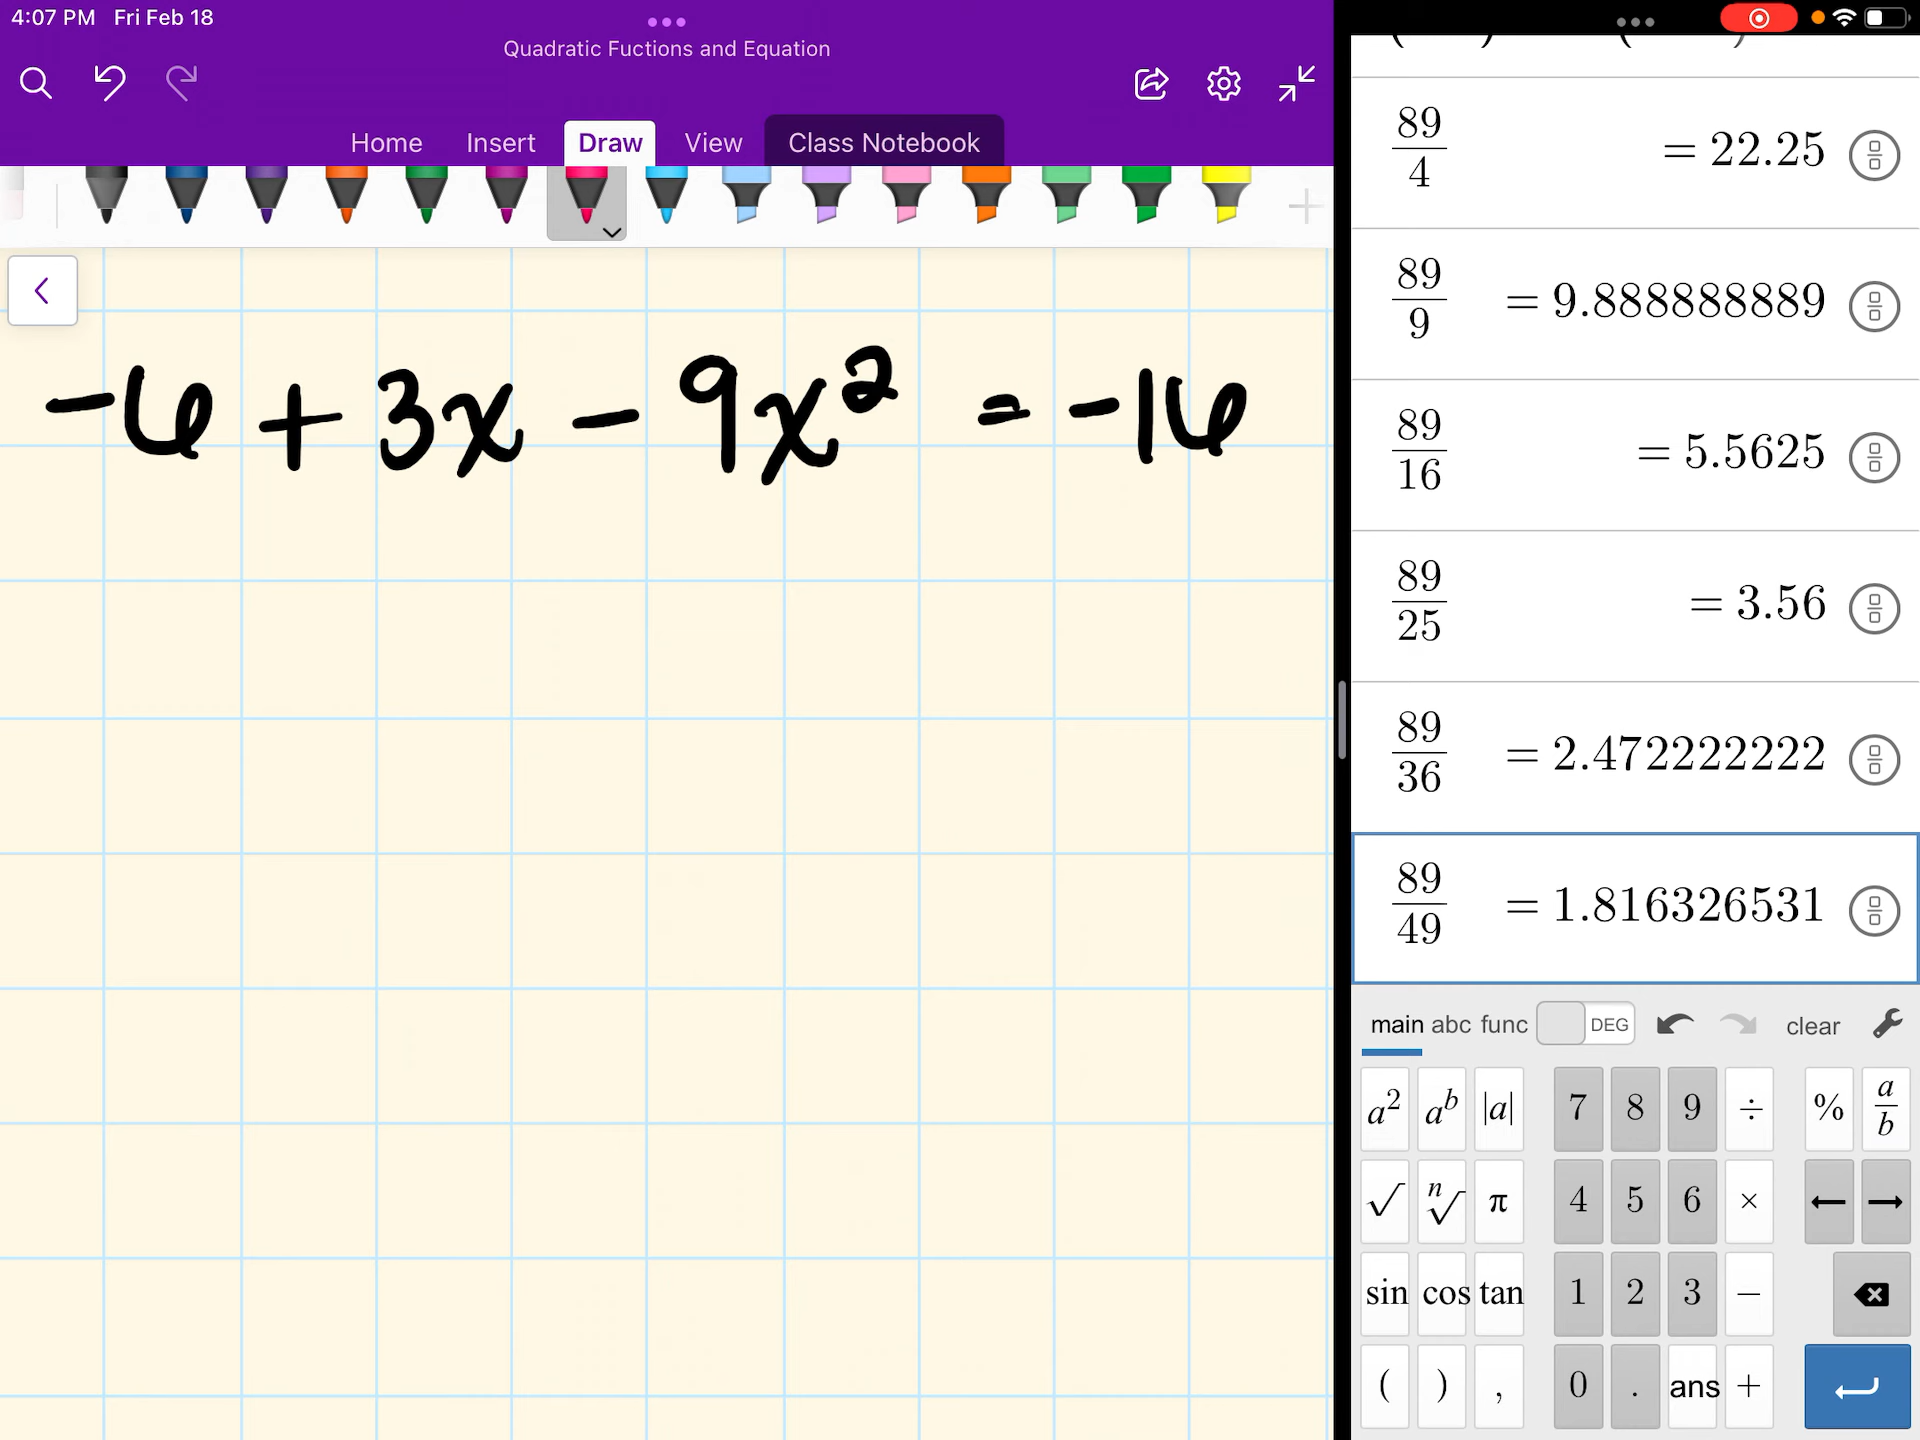 4:07 PM Fri Feb 18
Quadratic Fuctions and Equation
Home Insert Draw View Class Notebook
-6 + 3x - 9x² = -16
89/4 = 22.25
89/9 = 9.888888889
89/16 = 5.5625
89/25 = 3.56
89/36 = 2.472222222
89/49 = 1.816326531
main abc func DEG clear
a² aᵇ |a| 7 8 9 ÷ % a/b
√ ⁿ√ π 4 5 6 × ← →
sin cos tan 1 2 3 −
( ) , 0 . ans +